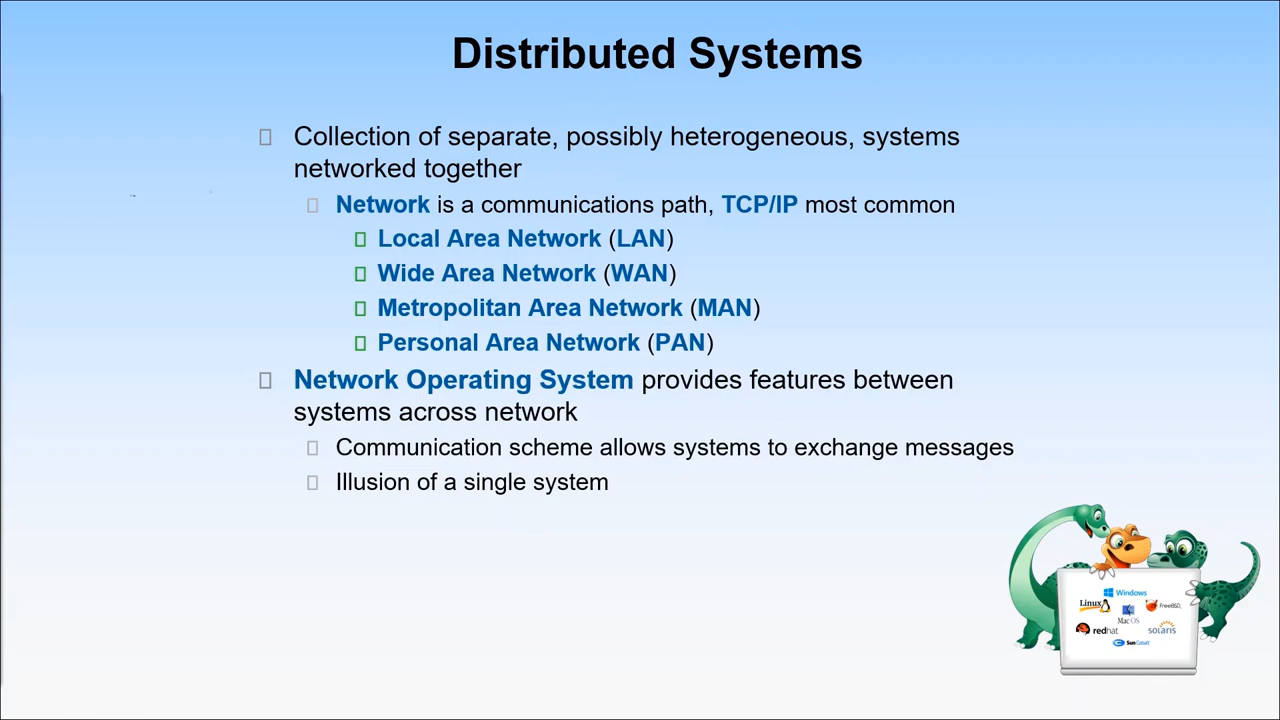 Distributed Systems
Collection of separate, possibly heterogeneous, systems
networked together
Network is a communications path, TCP/IP most common
Local Area Network (LAN)
Wide Area Network (WAN)
Metropolitan Area Network (MAN)
Personal Area Network (PAN)
Network Operating System provides features between
systems across network
Communication scheme allows systems to exchange messages
Illusion of a single system
Windows
Linux
FreeBSD
Mac OS
redhat
solaris
Sun Cobalt